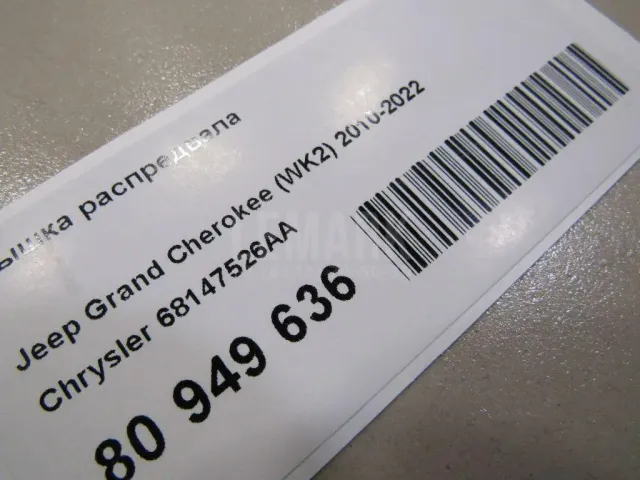 ышка распредвала
Jeep Grand Cherokee (WK2) 2010-2022
Chrysler 68147526AA
80 949 636